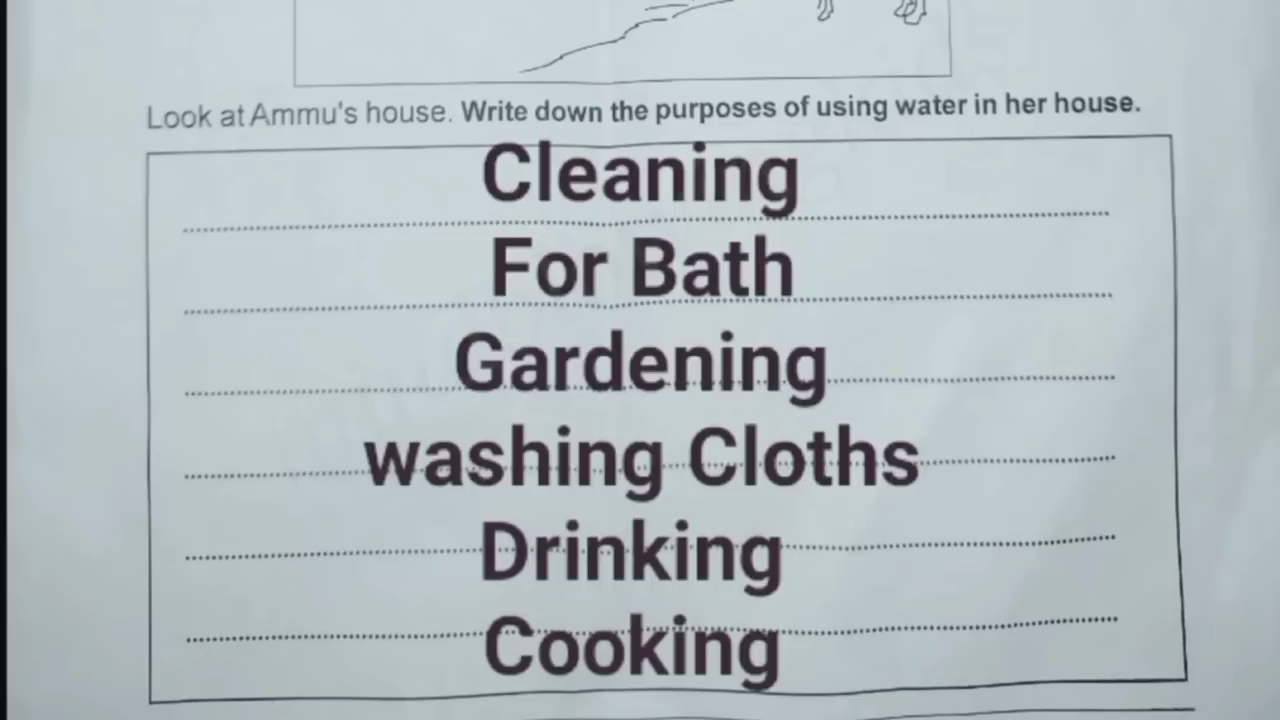 Look at Ammu's house. Write down the purposes of using water in her house.
Cleaning
For Bath
Gardening
washing Cloths
Drinking
Cooking